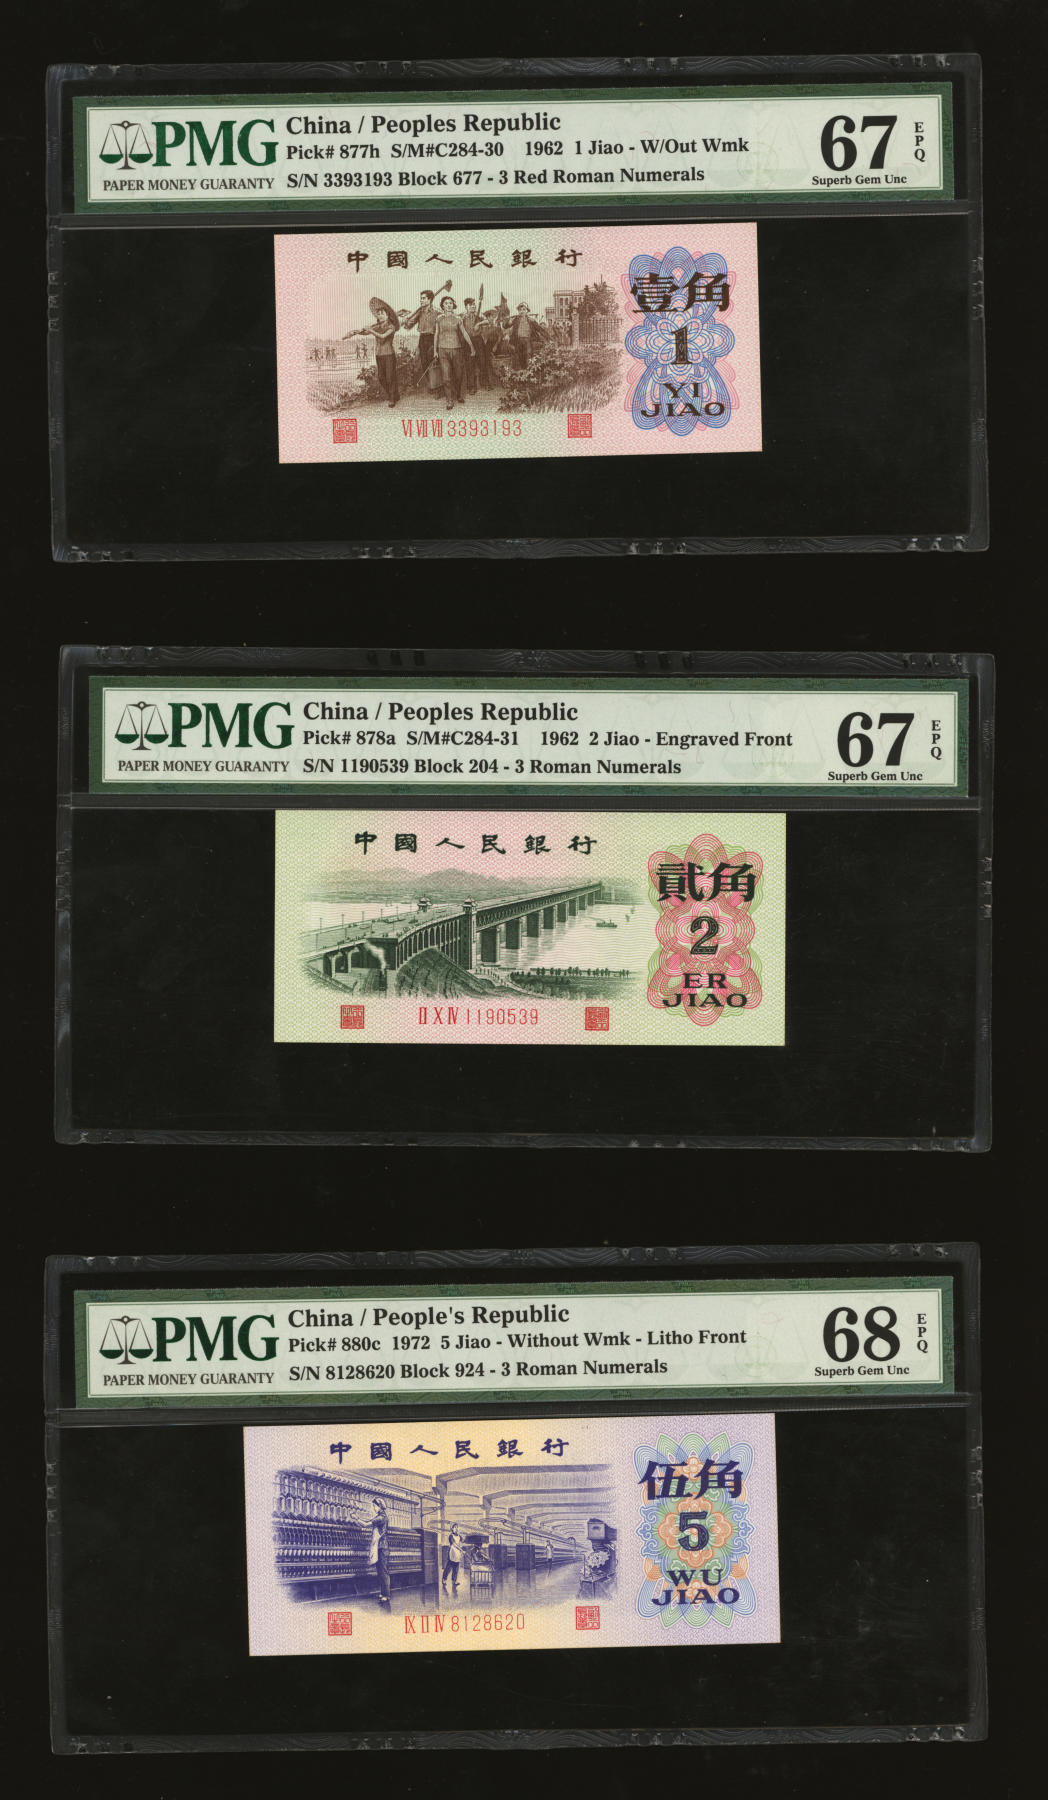 PMG
PAPER MONEY GUARANTY
China / Peoples Republic
Pick# 877h S/M#C284-30 1962 1 Jiao - W/Out Wmk
S/N 3393193 Block 677 - 3 Red Roman Numerals
67
EPQ
Superb Gem Unc
中國人民銀行
壹角
1
YI
JIAO
VI VII VII 3393193
PMG
PAPER MONEY GUARANTY
China / Peoples Republic
Pick# 878a S/M#C284-31 1962 2 Jiao - Engraved Front
S/N 1190539 Block 204 - 3 Roman Numerals
67
EPQ
Superb Gem Unc
中國人民銀行
貳角
2
ER
JIAO
II X IV 1190539
PMG
PAPER MONEY GUARANTY
China / People's Republic
Pick# 880c 1972 5 Jiao - Without Wmk - Litho Front
S/N 8128620 Block 924 - 3 Roman Numerals
68
EPQ
Superb Gem Unc
中國人民銀行
伍角
5
WU
JIAO
IX II IV 8128620